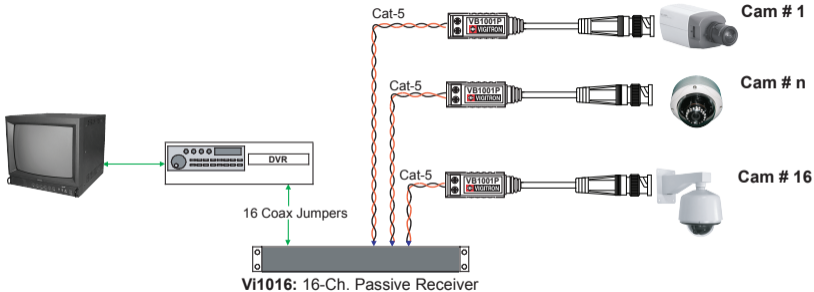 Cat-5
VB1001P
VIGITRON
Cam # 1
Cat-5
VB1001P
VIGITRON
Cam # n
DVR
Cat-5
VB1001P
VIGITRON
Cam # 16
16 Coax Jumpers
Vi1016: 16-Ch. Passive Receiver